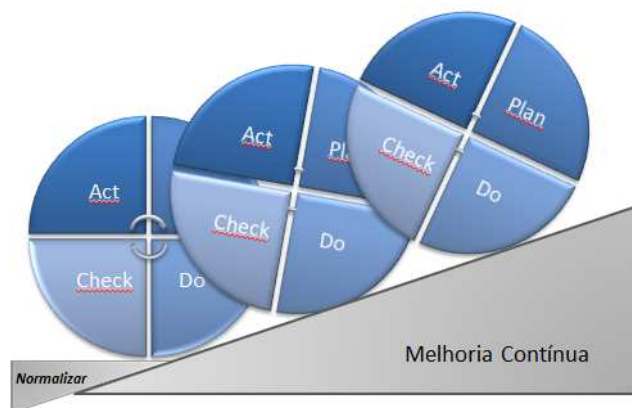 Act
Check
Do
Act
Check
Do
Act
Plan
Check
Do
Melhoria Contínua
Normalizar